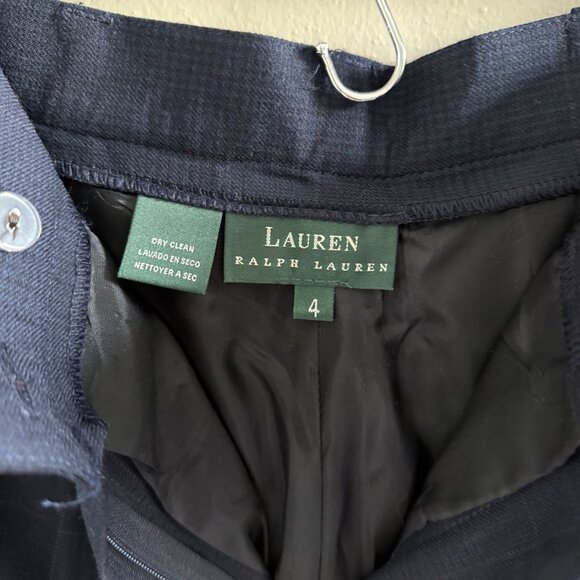 DRY CLEAN
LAVADO EN SECO
NETTOYER A SEC
LAUREN
RALPH LAUREN
4